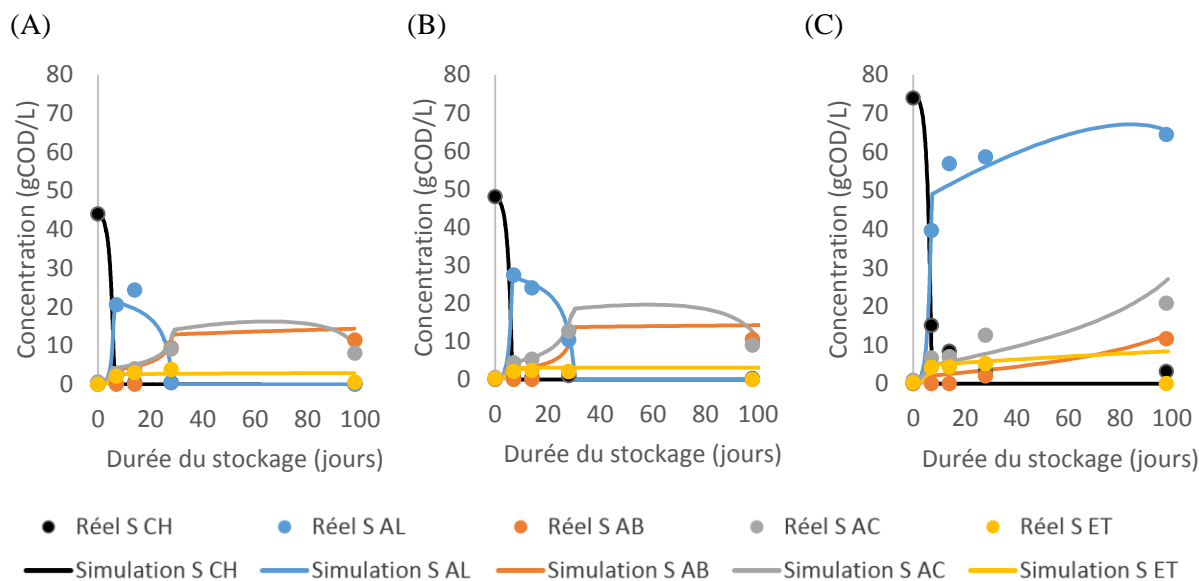 (A)
(B)
(C)
Concentration (gCOD/L)
80
70
60
50
40
30
20
10
0
0 20 40 60 80 100
Durée du stockage (jours)
Concentration (gCOD/L)
80
70
60
50
40
30
20
10
0
0 20 40 60 80 100
Durée du stockage (jours)
Concentration (gCOD/L)
80
70
60
50
40
30
20
10
0
0 20 40 60 80 100
Durée du stockage (jours)
Réel S CH Réel S AL Réel S AB Réel S AC Réel S ET
Simulation S CH Simulation S AL Simulation S AB Simulation S AC Simulation S ET